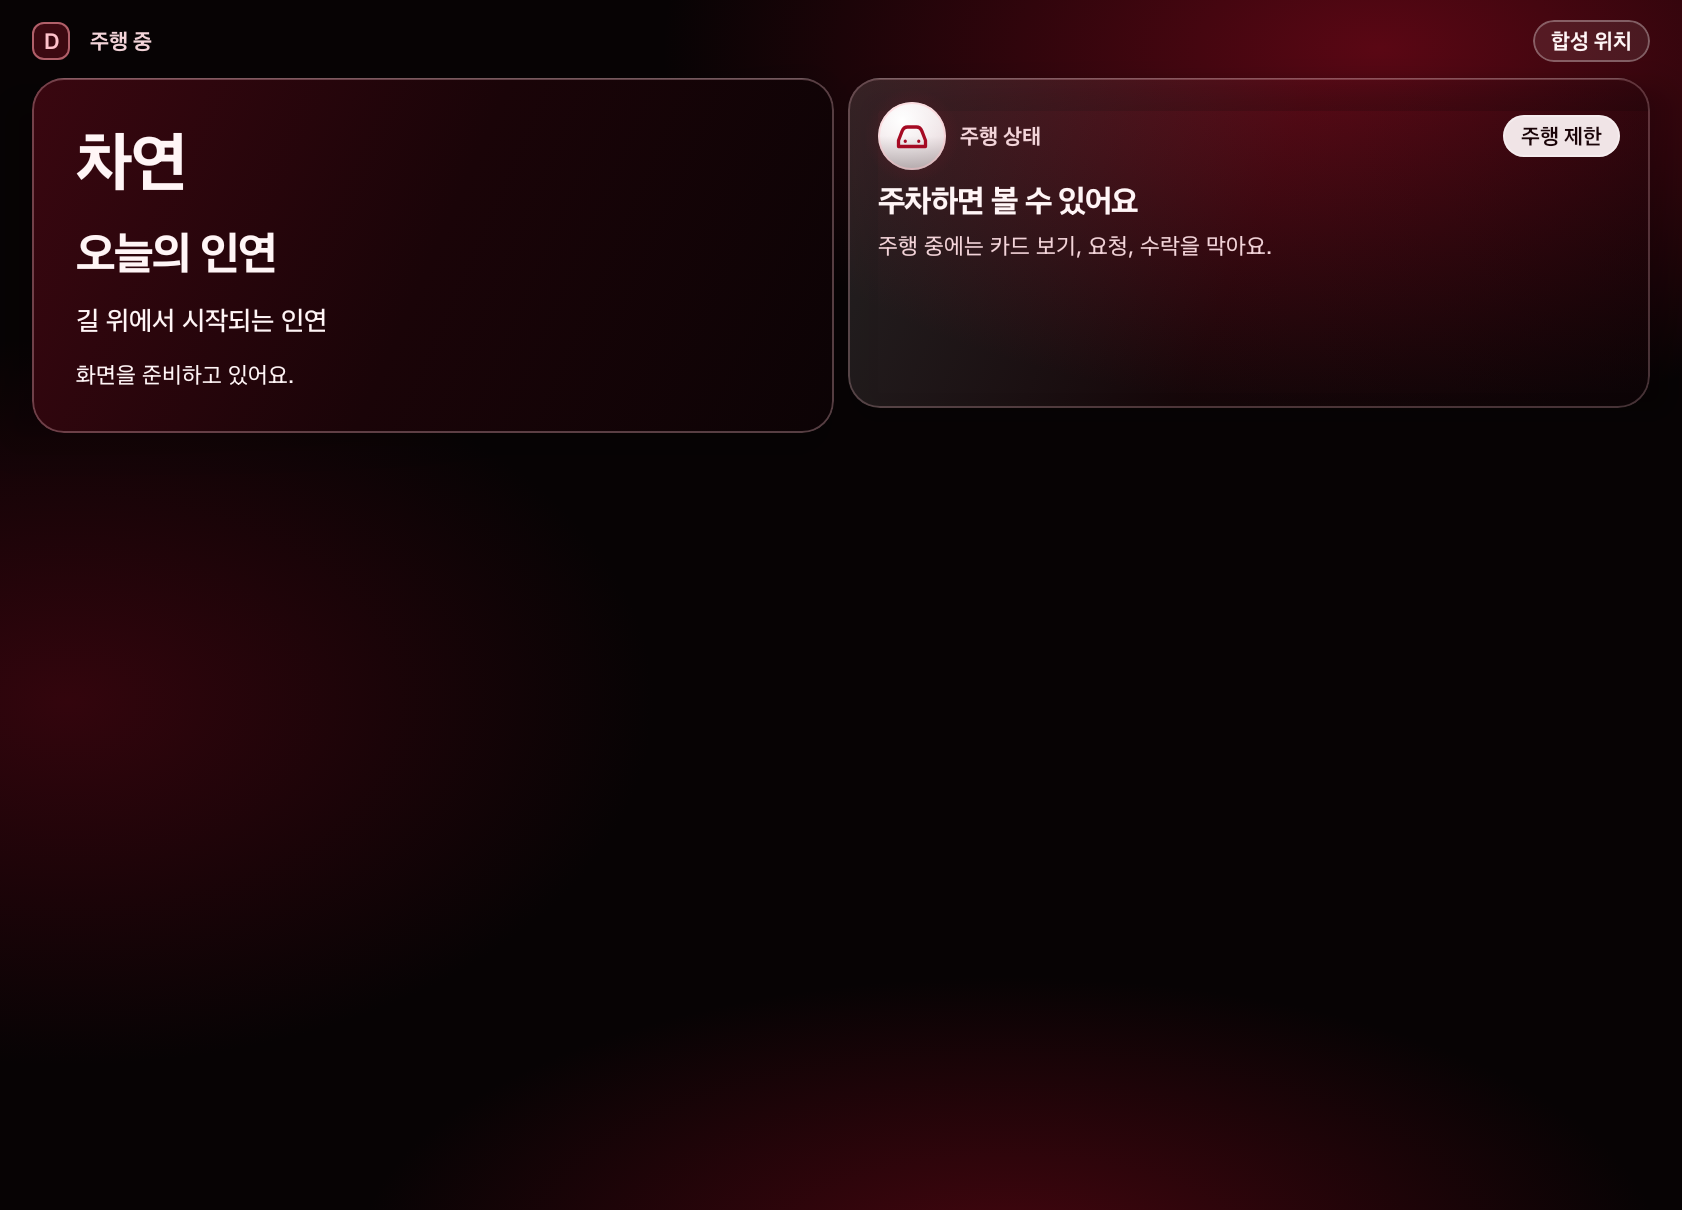 D 주행 중
합성 위치
차연
오늘의 인연
길 위에서 시작되는 인연
화면을 준비하고 있어요.
주행 상태
주행 제한
주차하면 볼 수 있어요
주행 중에는 카드 보기, 요청, 수락을 막아요.